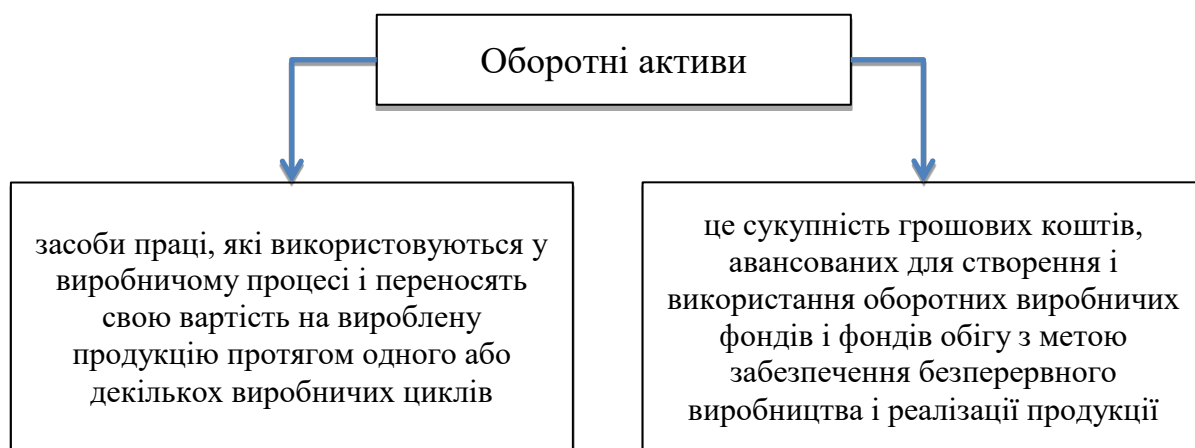 Оборотні активи
засоби праці, які використовуються у
виробничому процесі і переносять
свою вартість на вироблену
продукцію протягом одного або
декількох виробничих циклів
це сукупність грошових коштів,
авансованих для створення і
використання оборотних виробничих
фондів і фондів обігу з метою
забезпечення безперервного
виробництва і реалізації продукції